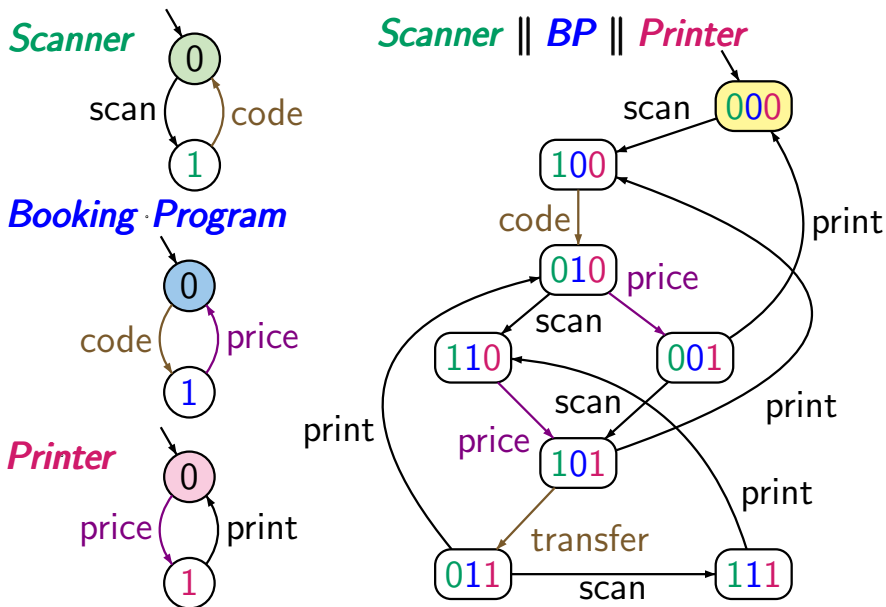 Scanner
0
scan
code
1
Booking Program
0
code
price
1
Printer
0
price
print
1
Scanner || BP || Printer
000
scan
100
code
print
010
price
scan
110
001
scan
print
print
price
101
print
transfer
011
111
scan